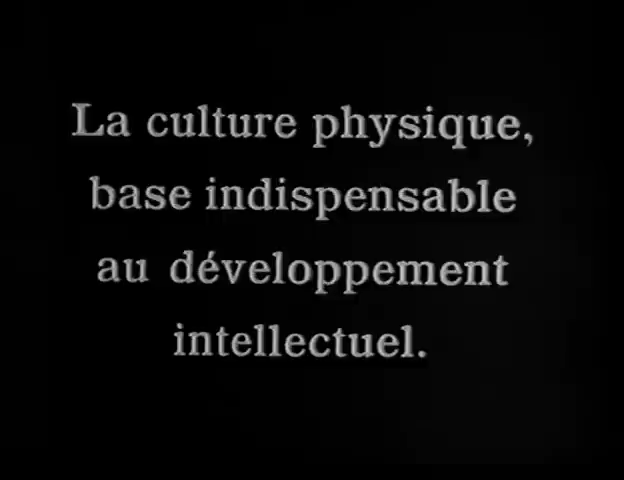 La culture physique,
base indispensable
au développement
intellectuel.